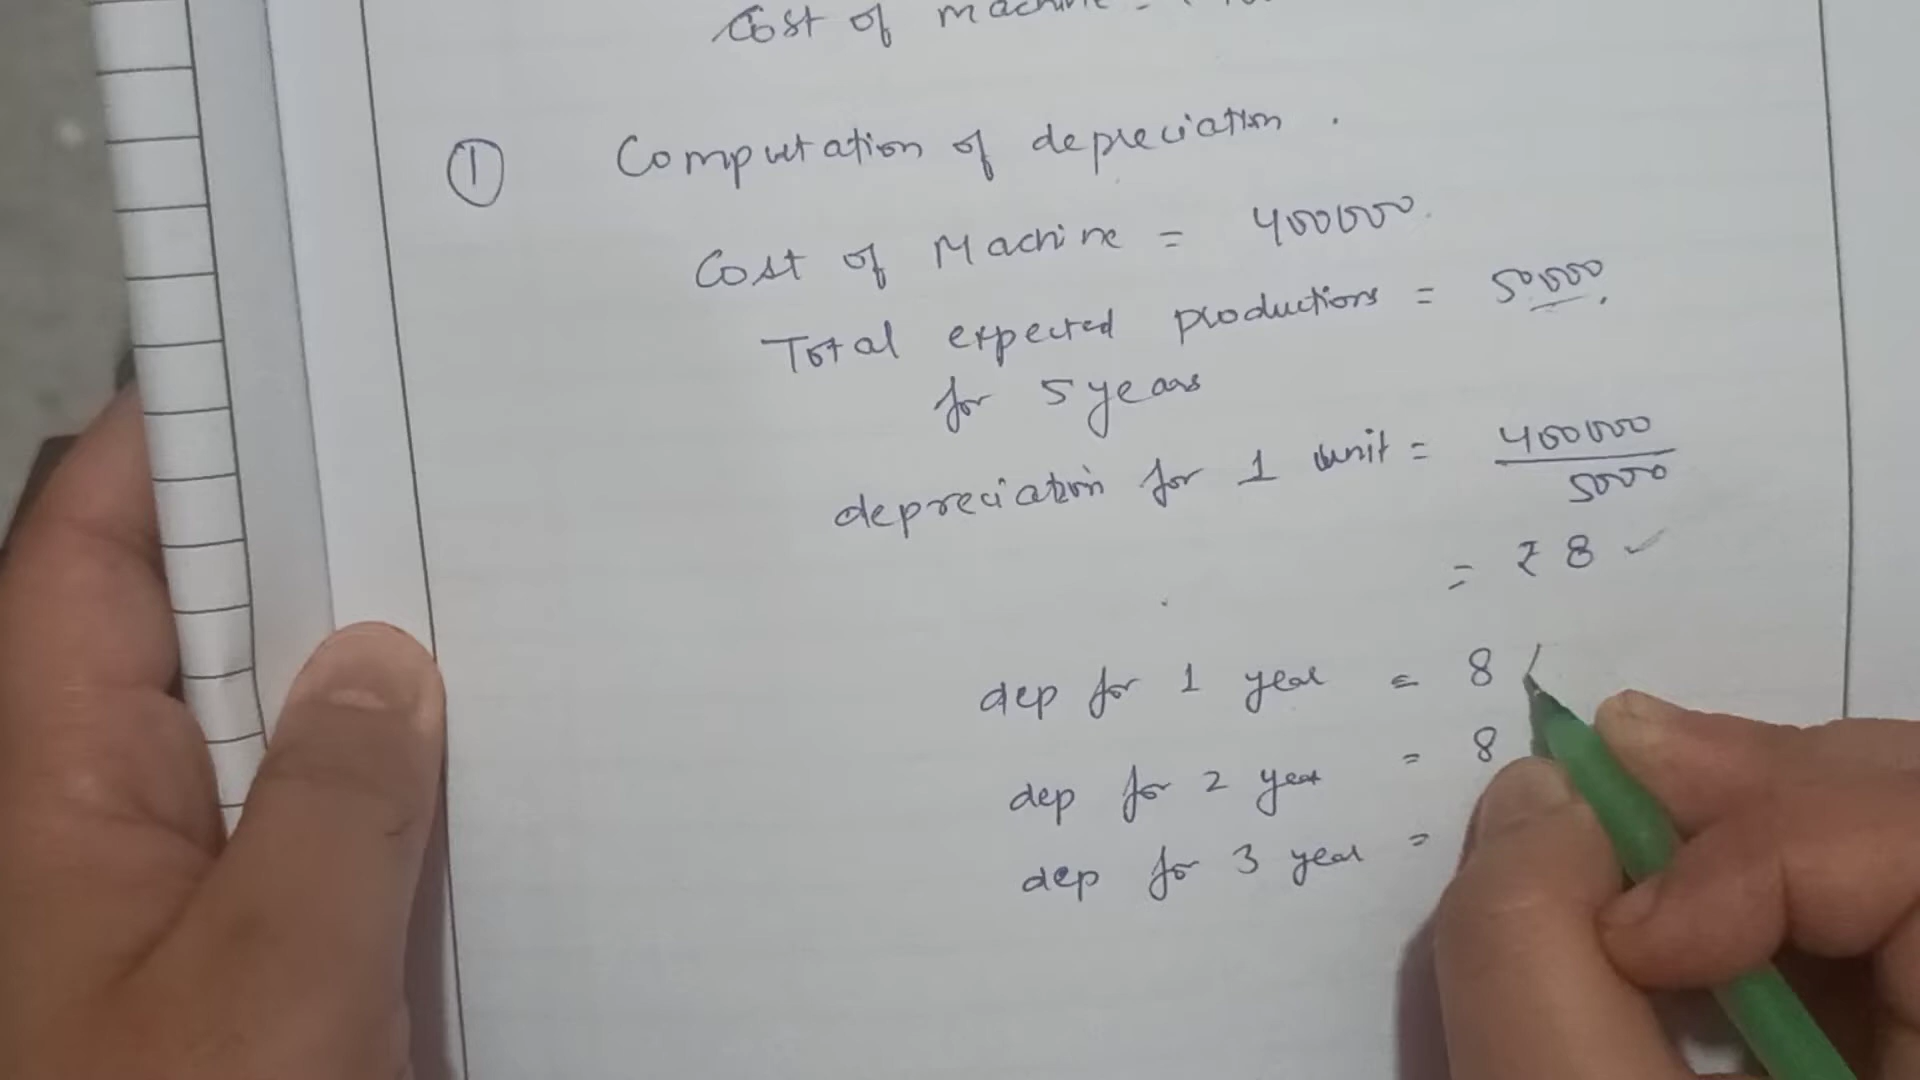 Cost of machine =
① Computation of depreciation.
Cost of Machine = 400000.
Total expected productions = 50000.
for 5 years
depreciation for 1 unit = 400000
5000
= ₹ 8 ✓
dep for 1 year = 8
dep for 2 year = 8
dep for 3 year =